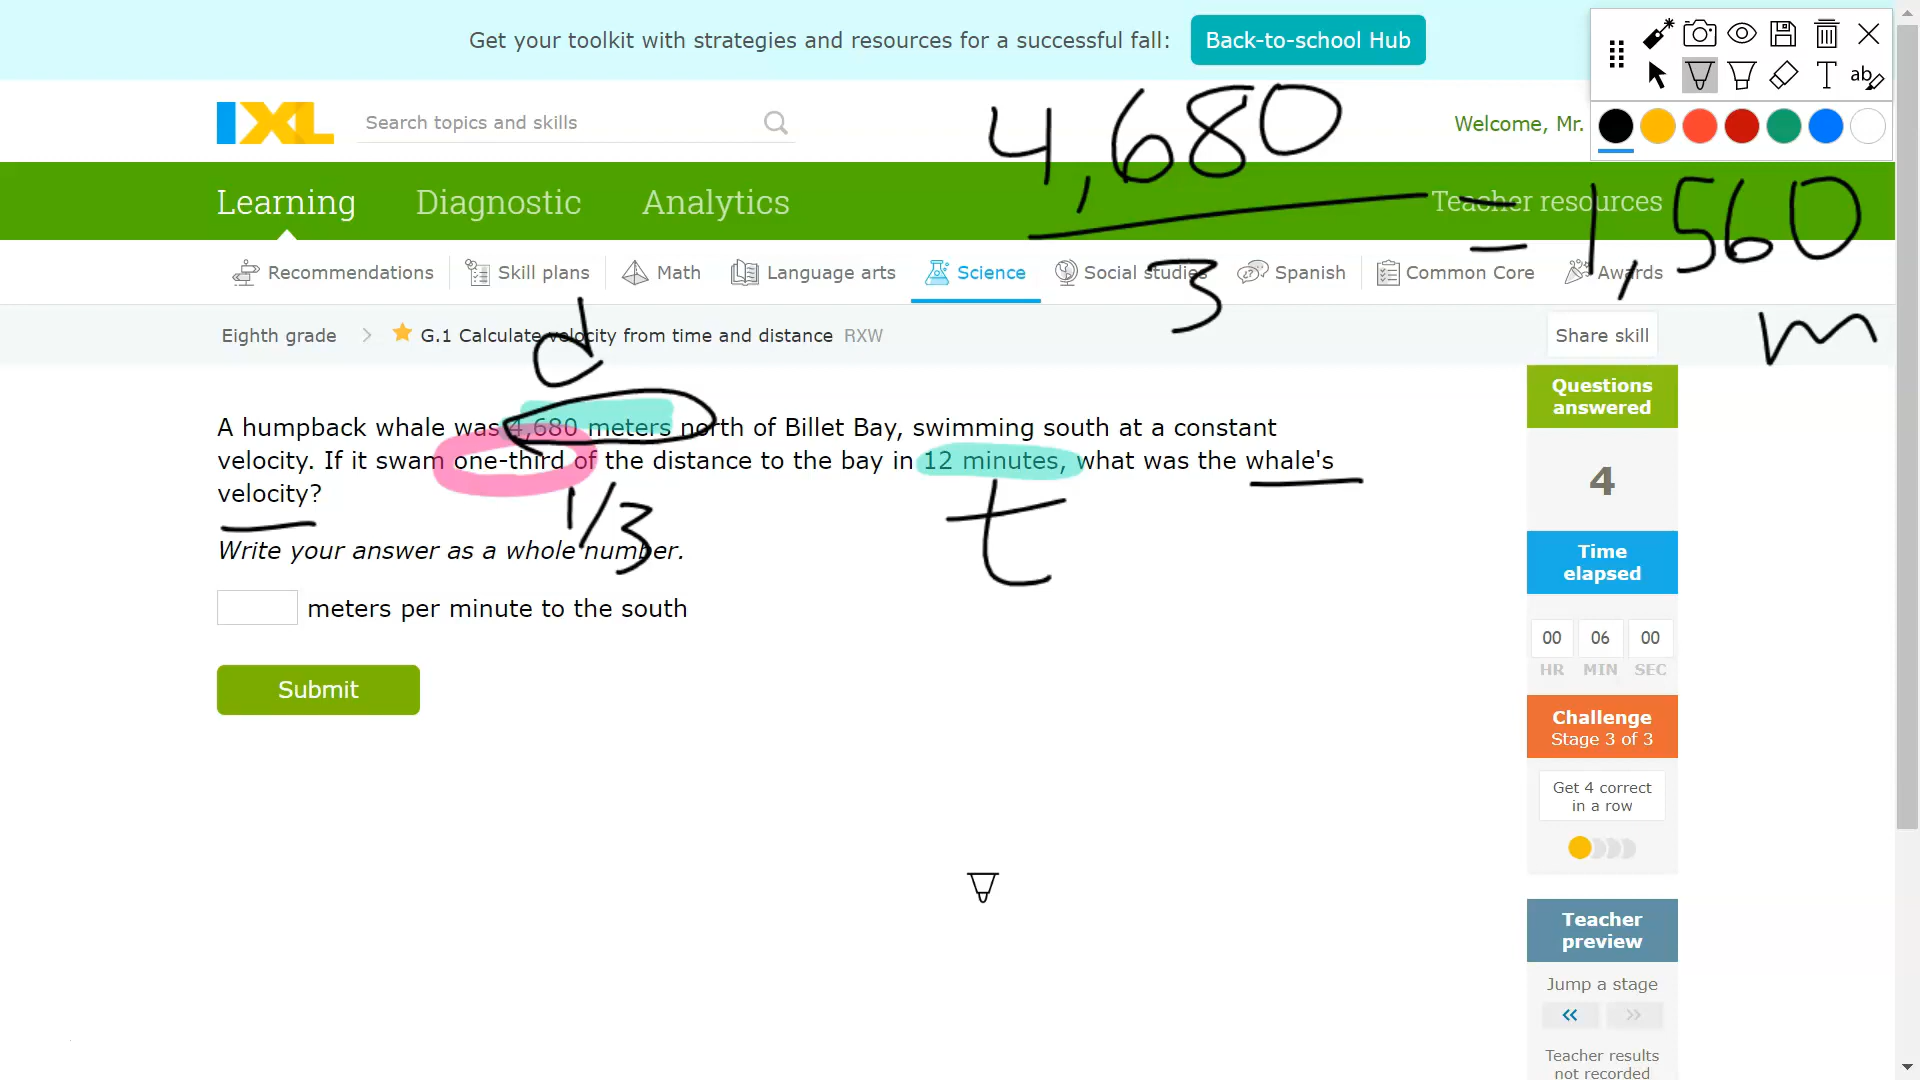 Get your toolkit with strategies and resources for a successful fall: Back-to-school Hub
T ab
IXL Search topics and skills Welcome, Mr.
4,680
Learning Diagnostic Analytics Teacher resources
= 1,560
3
m
Recommendations Skill plans Math Language arts Science Social studies Spanish Common Core Awards
d
Eighth grade > G.1 Calculate velocity from time and distance RXW Share skill
A humpback whale was 4,680 meters north of Billet Bay, swimming south at a constant
velocity. If it swam one-third of the distance to the bay in 12 minutes, what was the whale's
velocity?
1/3
t
Write your answer as a whole number.
meters per minute to the south
Submit
Questions
answered
4
Time
elapsed
00 06 00
HR MIN SEC
Challenge
Stage 3 of 3
Get 4 correct
in a row
Teacher
preview
Jump a stage
« »
Teacher results
not recorded